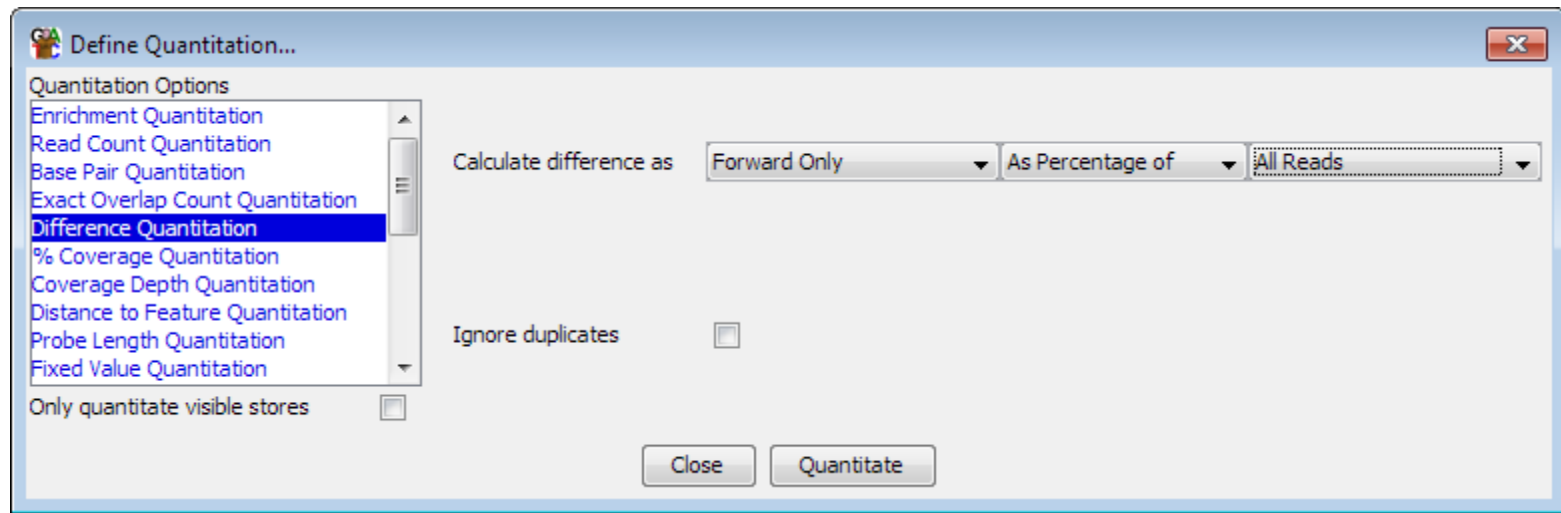 Define Quantitation...
Quantitation Options
Enrichment Quantitation
Read Count Quantitation
Base Pair Quantitation
Exact Overlap Count Quantitation
Difference Quantitation
% Coverage Quantitation
Coverage Depth Quantitation
Distance to Feature Quantitation
Probe Length Quantitation
Fixed Value Quantitation
Only quantitate visible stores
Calculate difference as Forward Only As Percentage of All Reads
Ignore duplicates
Close Quantitate